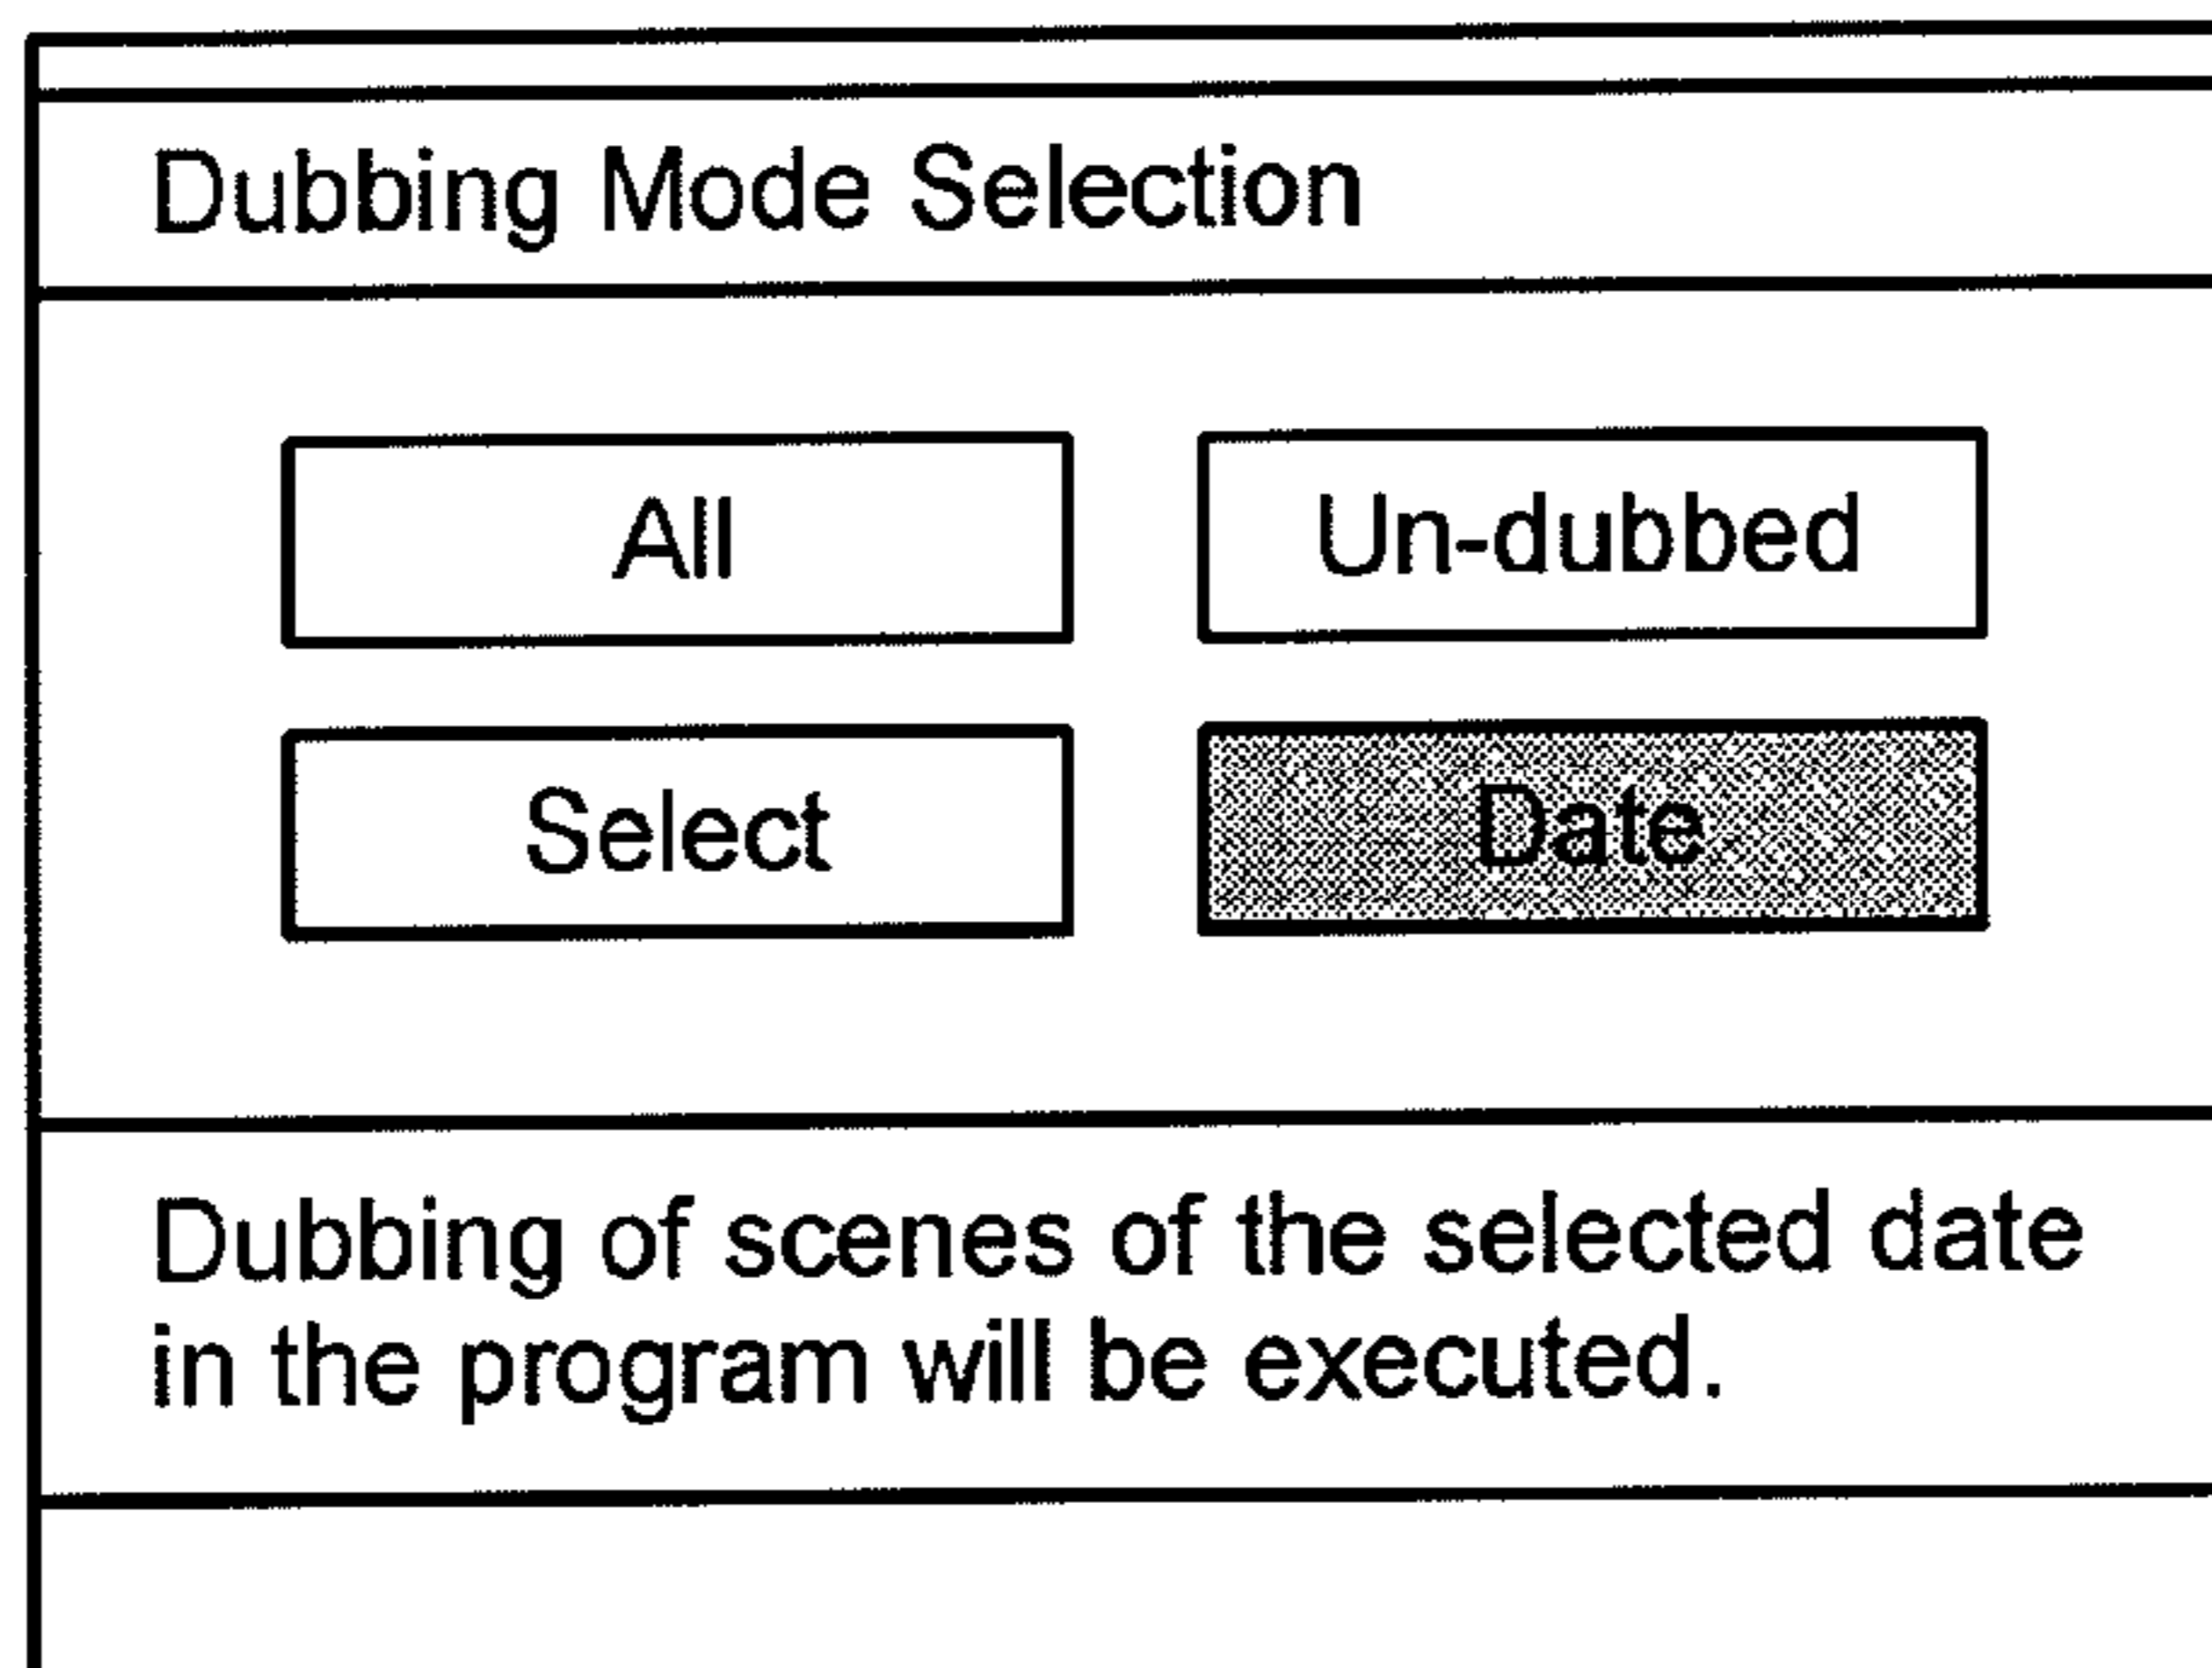 Dubbing Mode Selection
All
Un-dubbed
Select
Date
Dubbing of scenes of the selected date
in the program will be executed.